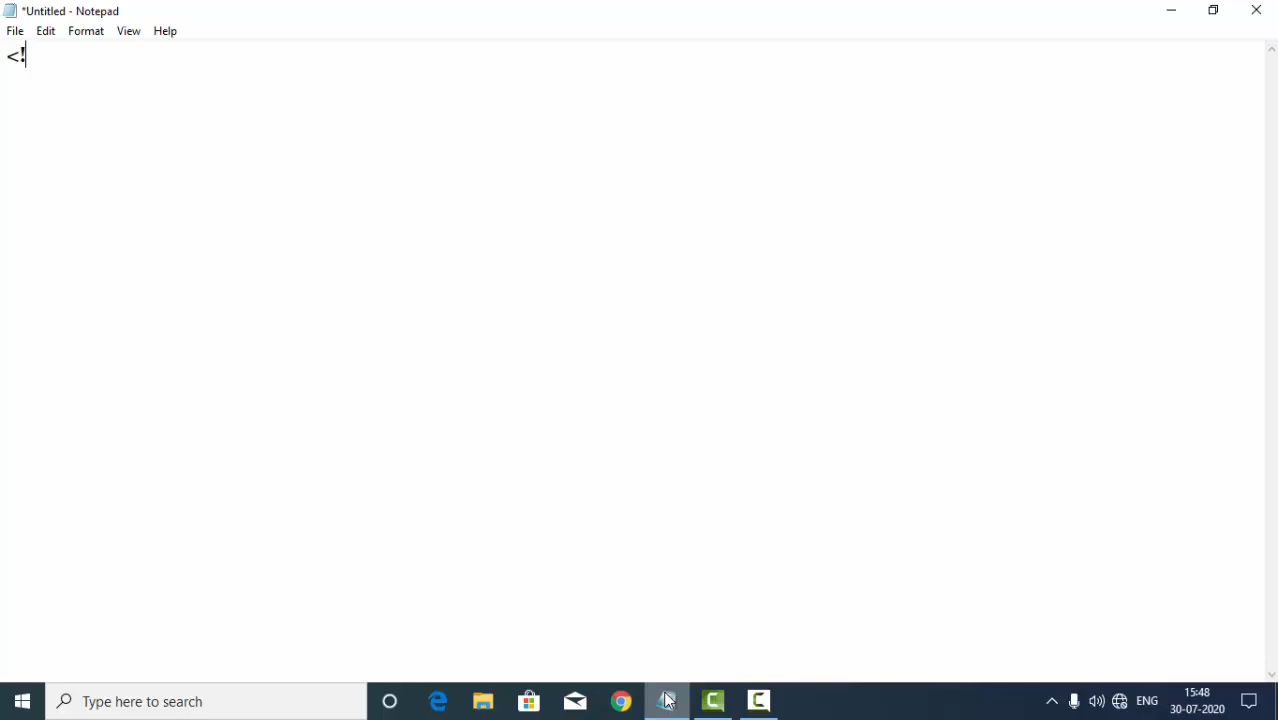 *Untitled - Notepad
File Edit Format View Help
<!
Type here to search
ENG
15:48
30-07-2020